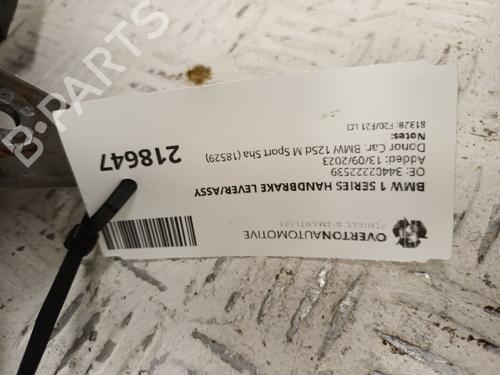 B-PARTS
OVERTONAUTOMOTIVE
VEHICLE DISMANTLERS
BMW 1 SERIES HANDBRAKE LEVER/ASSY
OE: 34402222539
Added: 13/09/2023
Donor Car: BMW 125d M Sport Sha (18529)
Notes:
81328: F20/F21 LCI
218647